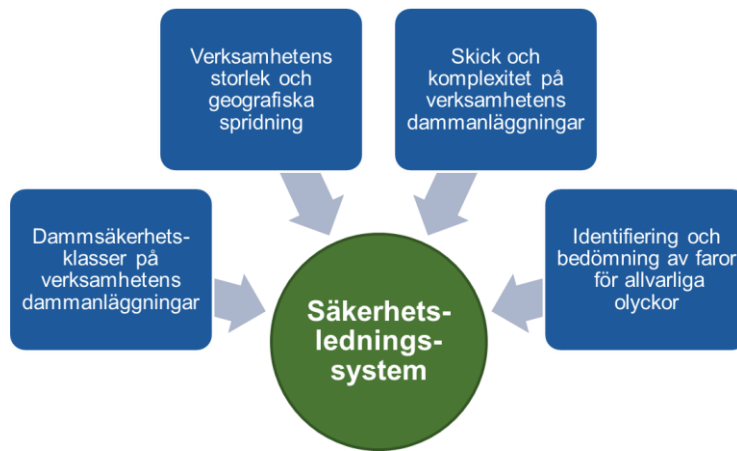 Verksamhetens
storlek och
geografiska
spridning
Skick och
komplexitet på
verksamhetens
dammanläggningar
Dammsäkerhets-
klasser på
verksamhetens
dammanläggningar
Identifiering och
bedömning av faror
för allvarliga
olyckor
Säkerhets-
lednings-
system